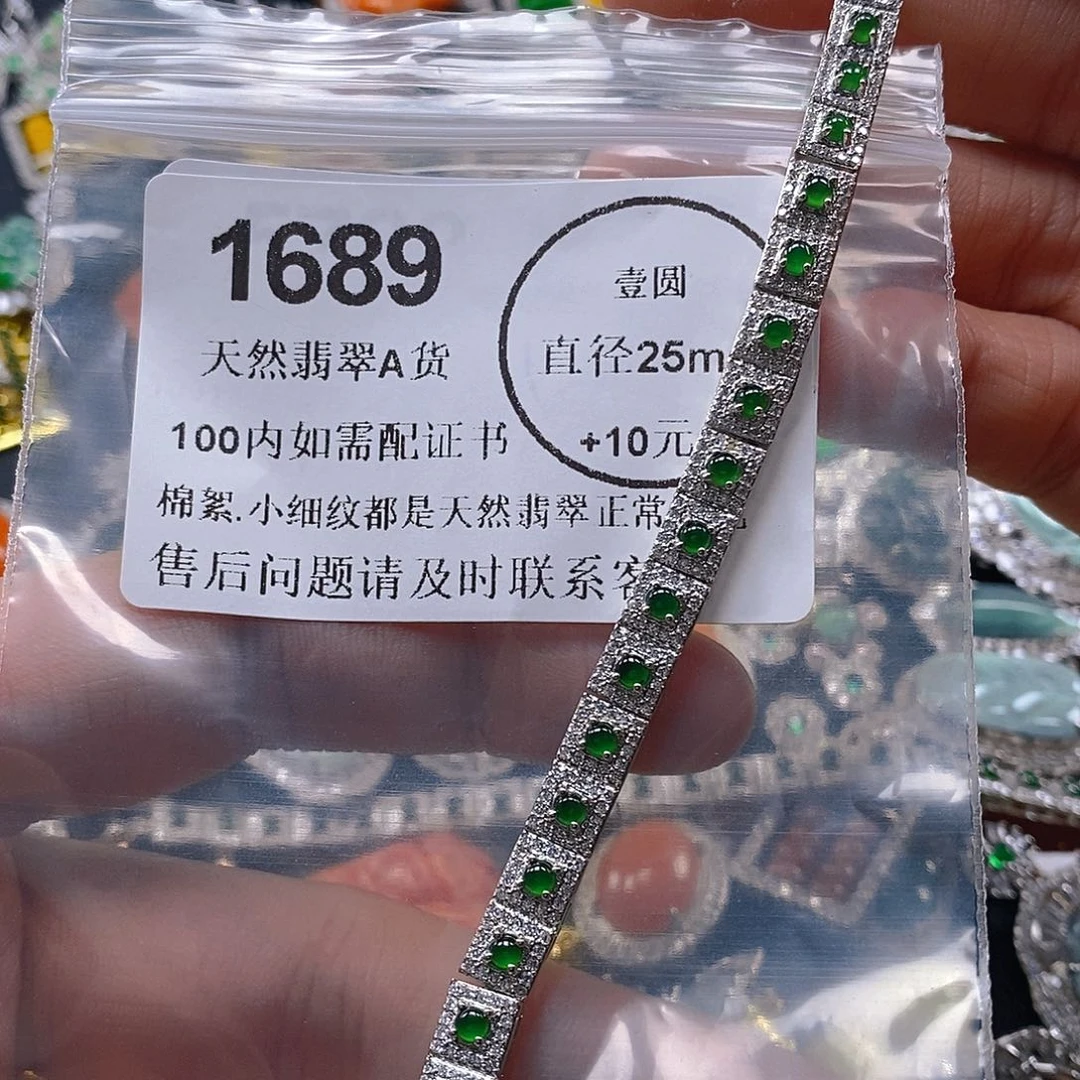 1689
天然翡翠A货
100内如需配证书
棉絮.小细纹都是天然翡翠正常
售后问题请及时联系客
壹圆
直径25m
+10元